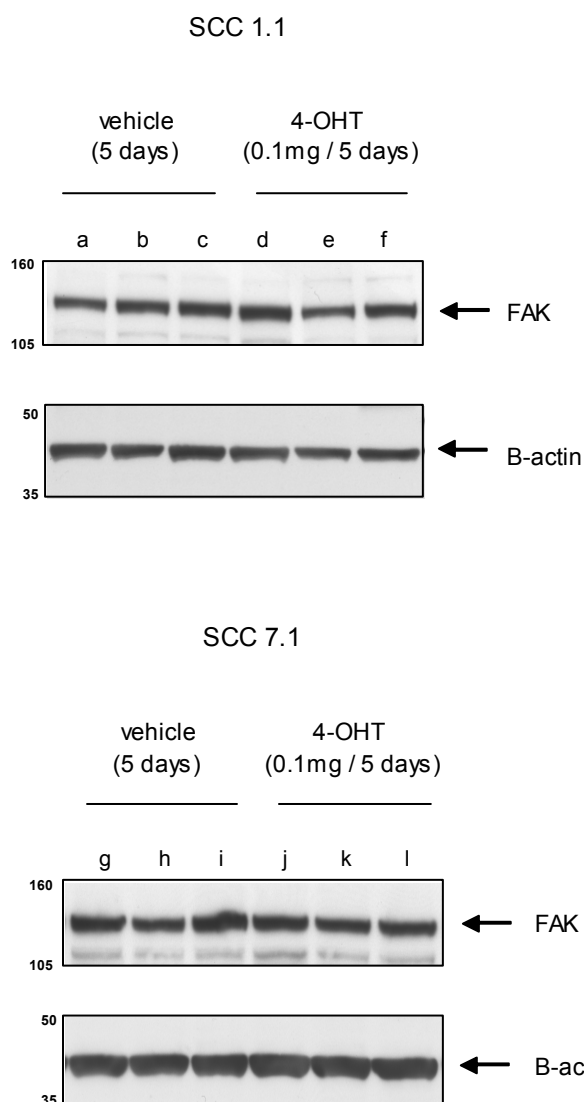 SCC 1.1
vehicle
(5 days)
4-OHT
(0.1mg / 5 days)
a b c d e f
160
105
FAK
50
35
B-actin
SCC 7.1
vehicle
(5 days)
4-OHT
(0.1mg / 5 days)
g h i j k l
160
105
FAK
50
35
B-ac